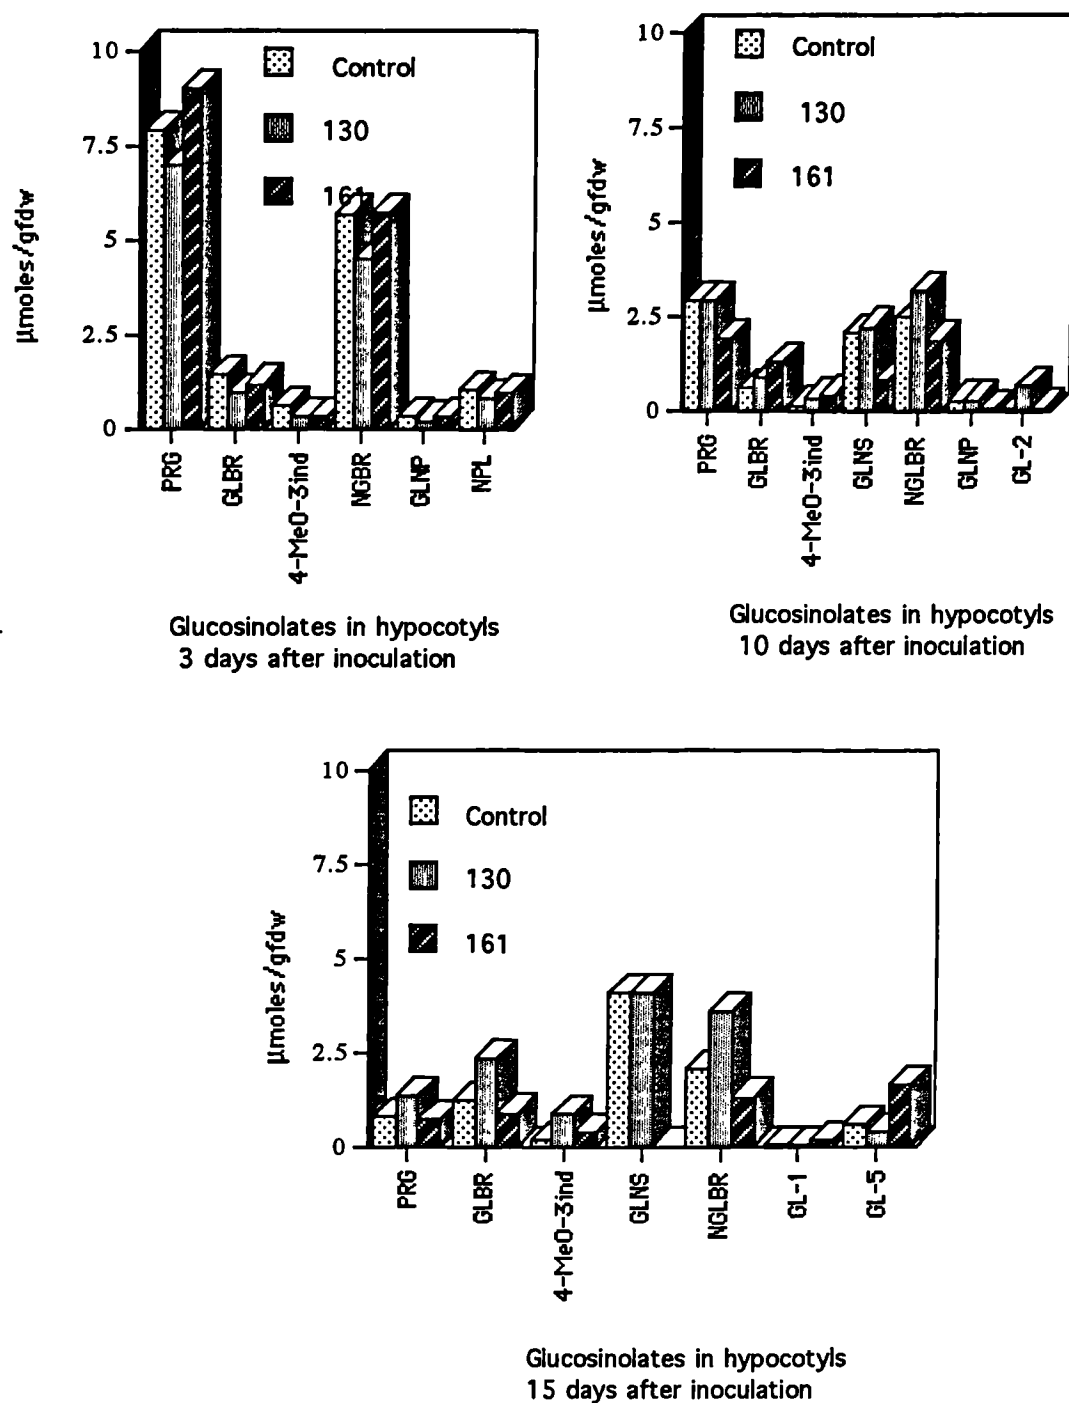 10
7.5
5
2.5
0
µmoles/gfdw
Control
130
161
PRG
GLBR
4-MeO-3ind
NGBR
GLNP
NPL
Glucosinolates in hypocotyls
3 days after inoculation
10
7.5
5
2.5
0
µmoles/gfdw
Control
130
161
PRG
GLBR
4-MeO-3ind
GLNS
NGLBR
GLNP
GL-2
Glucosinolates in hypocotyls
10 days after inoculation
10
7.5
5
2.5
0
µmoles/gfdw
Control
130
161
PRG
GLBR
4-MeO-3ind
GLNS
NGLBR
GL-1
GL-5
Glucosinolates in hypocotyls
15 days after inoculation